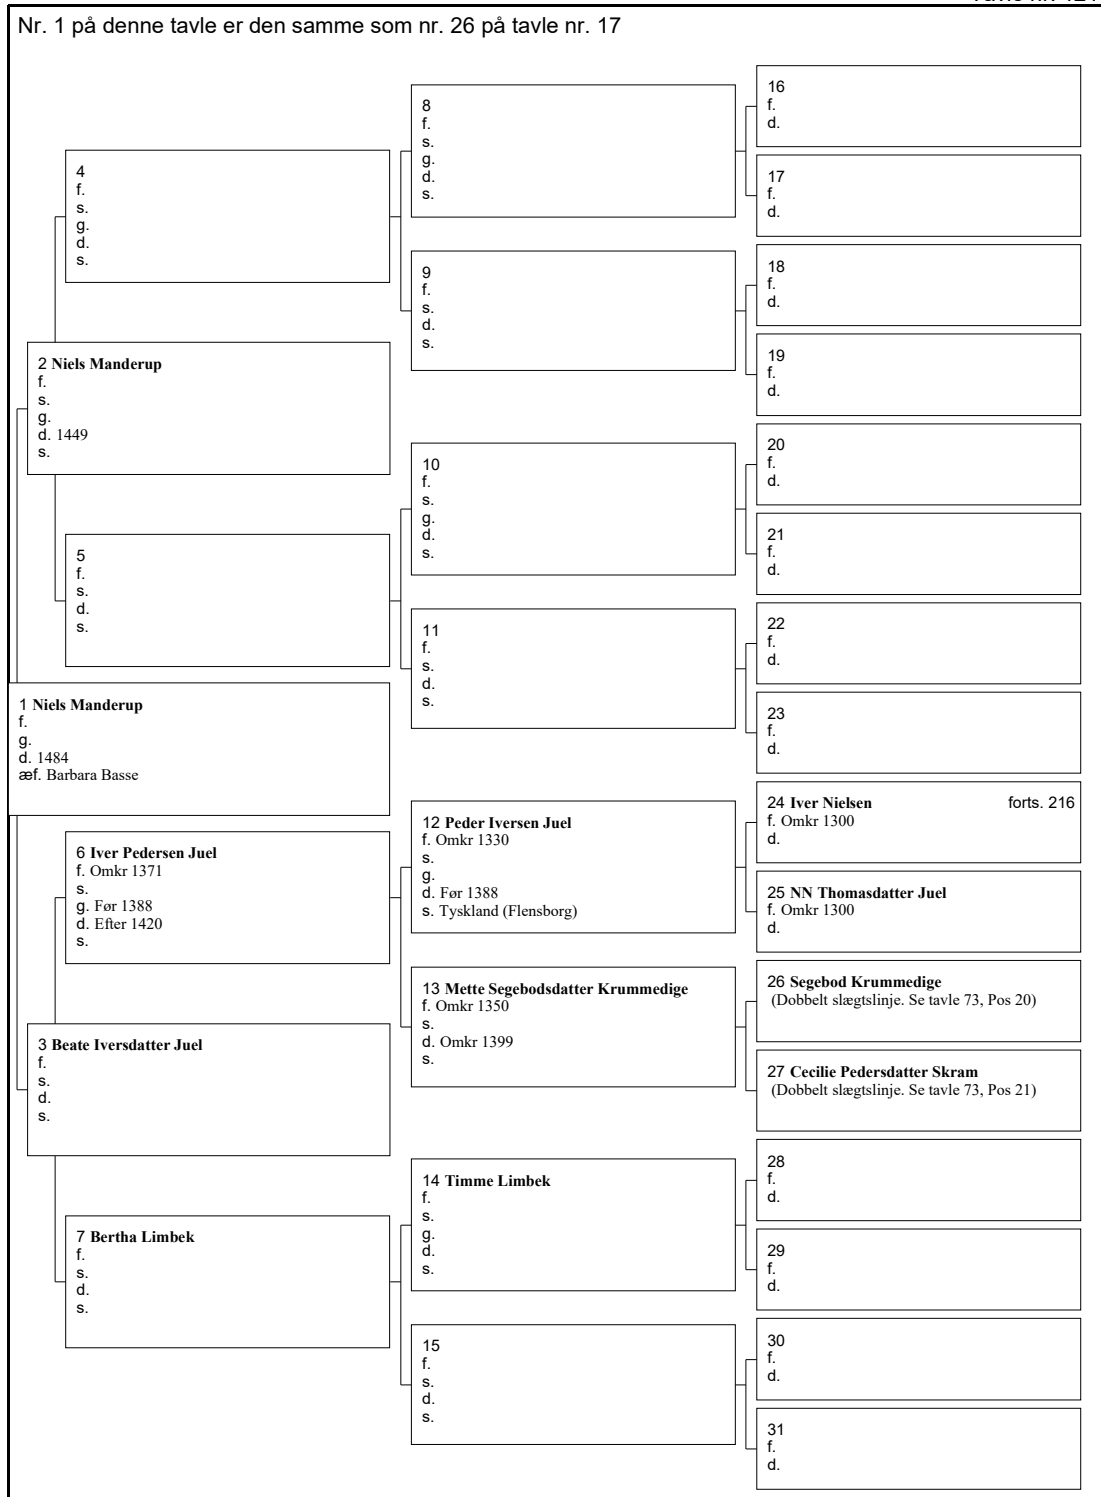 Nr. 1 på denne tavle er den samme som nr. 26 på tavle nr. 17
16
f.
d.
8
f.
s.
g.
d.
s.
17
f.
d.
4
f.
s.
g.
d.
s.
18
f.
d.
9
f.
s.
d.
s.
19
f.
d.
2 Niels Manderup
f.
s.
g.
d. 1449
s.
20
f.
d.
10
f.
s.
g.
d.
s.
21
f.
d.
5
f.
s.
d.
s.
22
f.
d.
11
f.
s.
d.
s.
23
f.
d.
1 Niels Manderup
f.
g.
d. 1484
æf. Barbara Basse
24 Iver Nielsen forts. 216
f. Omkr 1300
d.
12 Peder Iversen Juel
f. Omkr 1330
s.
g.
d. Før 1388
s. Tyskland (Flensborg)
25 NN Thomasdatter Juel
f. Omkr 1300
d.
6 Iver Pedersen Juel
f. Omkr 1371
s.
g. Før 1388
d. Efter 1420
s.
26 Segebod Krummedige
(Dobbelt slægtslinje. Se tavle 73, Pos 20)
13 Mette Segebodsdatter Krummedige
f. Omkr 1350
s.
d. Omkr 1399
s.
27 Cecilie Pedersdatter Skram
(Dobbelt slægtslinje. Se tavle 73, Pos 21)
3 Beate Iversdatter Juel
f.
s.
d.
s.
28
f.
d.
14 Timme Limbek
f.
s.
g.
d.
s.
29
f.
d.
7 Bertha Limbek
f.
s.
d.
s.
30
f.
d.
15
f.
s.
d.
s.
31
f.
d.